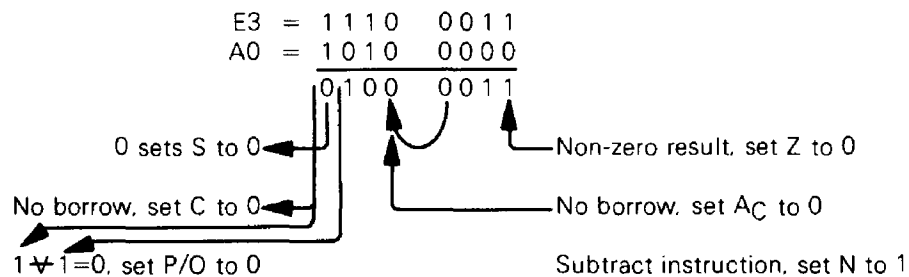 E3 = 1110 0011
A0 = 1010 0000
0100 0011
0 sets S to 0
Non-zero result, set Z to 0
No borrow, set C to 0
No borrow, set AC to 0
1 ⊻ 1=0, set P/O to 0
Subtract instruction, set N to 1